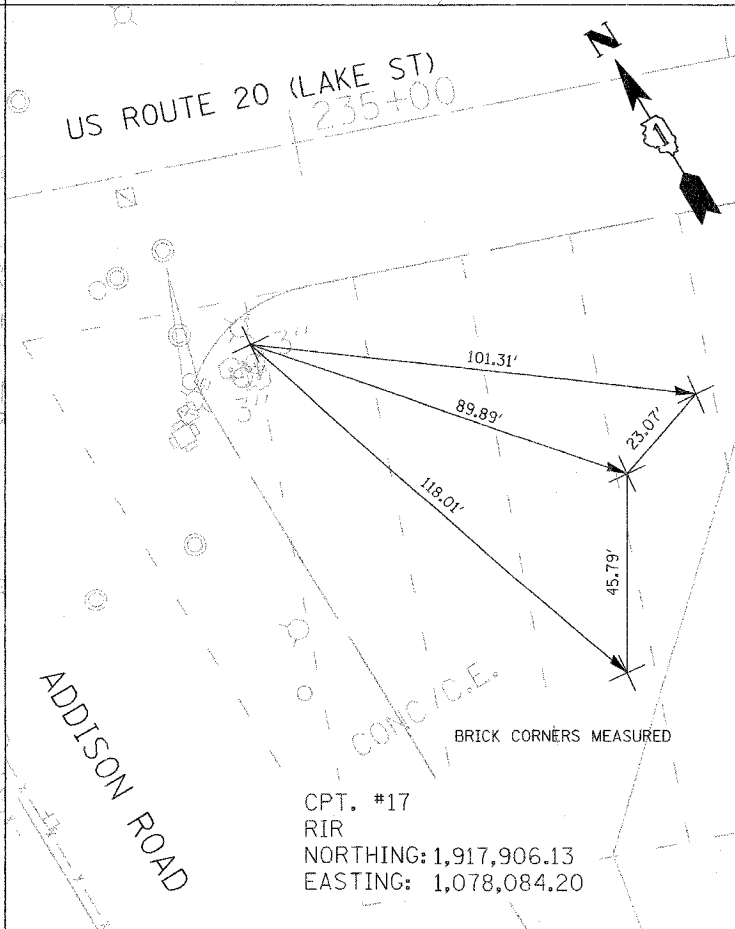 N
US ROUTE 20 (LAKE ST)
235+00
1
3"
101.31'
89.89'
23.07'
118.01'
45.79'
CONC C.E.
BRICK CORNERS MEASURED
ADDISON ROAD
CPT. #17
RIR
NORTHING: 1,917,906.13
EASTING: 1,078,084.20